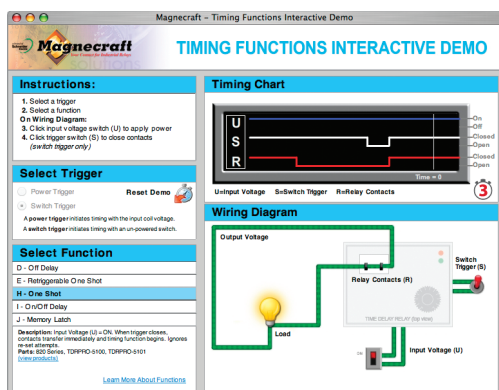 Magnecraft – Timing Functions Interactive Demo
Magnecraft
TIMING FUNCTIONS INTERACTIVE DEMO
Instructions:
1. Select a trigger
2. Select a function
On Wiring Diagram:
3. Click input voltage switch (U) to apply power
4. Click trigger switch (S) to close contacts
(switch trigger only)
Select Trigger
Power Trigger
Reset Demo
Switch Trigger
A power trigger initiates timing with the input coil voltage.
A switch trigger initiates timing with an un-powered switch.
Select Function
D - Off Delay
E - Retriggerable One Shot
H - One Shot
I - On/Off Delay
J - Memory Latch
Description: Input Voltage (U) = ON. When trigger closes,
contacts transfer immediately and timing function begins. Ignores
re-set attempts.
Parts: 820 Series, TDRPRO-5100, TDRPRO-5101
(view products)
Learn More About Functions
Timing Chart
U
S
R
On
Off
Closed
Open
Closed
Open
Time = 0
U=Input Voltage S=Switch Trigger R=Relay Contacts
3
Wiring Diagram
Output Voltage
Switch
Trigger (S)
Relay Contacts (R)
TIME DELAY RELAY (top view)
Load
ON
Input Voltage (U)